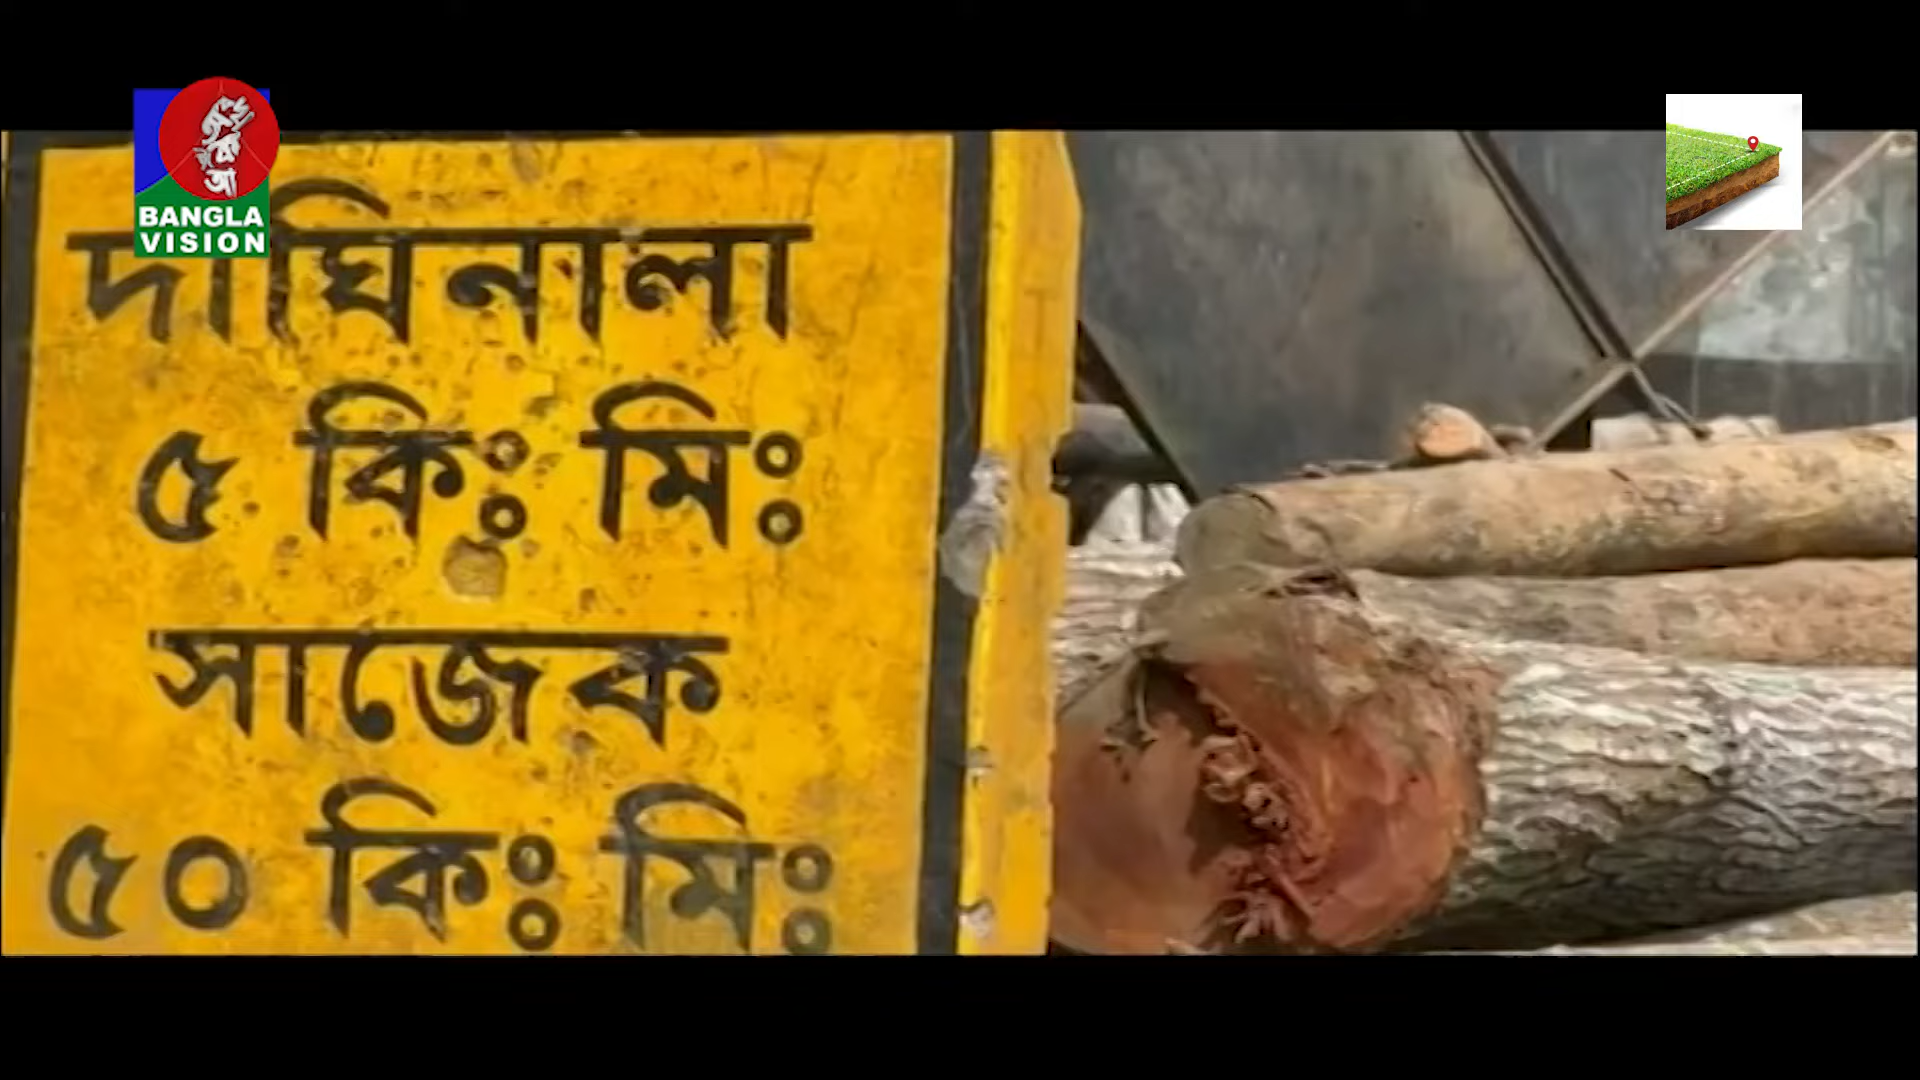 BANGLA
VISION
দীঘিনালা
৫ কিঃ মিঃ
সাজেক
৫০ কিঃ মিঃ